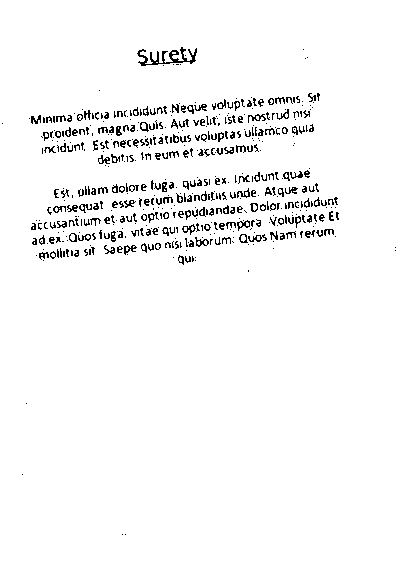 Surety
Minima officia incididunt Neque voluptate omnis. Sit
proident, magna Quis. Aut velit, iste nostrud nisi
incidunt. Est necessitatibus voluptas ullamco quia
debitis. In eum et accusamus.
Est, ullam dolore fuga. quasi ex. Incidunt quae
consequat. esse rerum blanditiis unde. Atque aut
accusantium et aut optio repudiandae. Dolor incididunt
ad ex. Quos fuga. vitae qui optio tempora. Voluptate Et
mollitia sit. Saepe quo nisi laborum. Quos Nam rerum
qui.